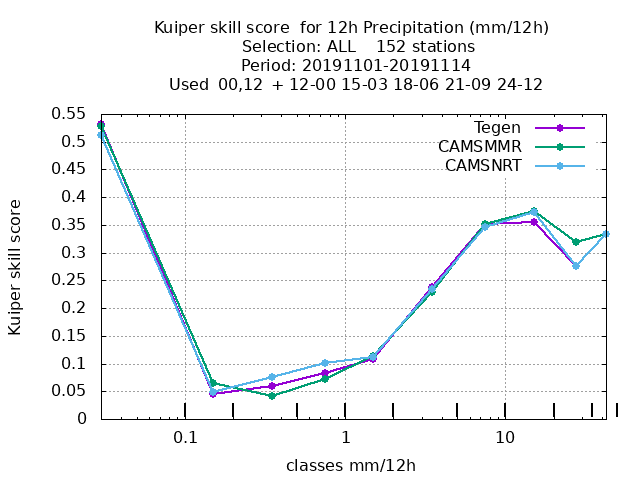 Kuiper skill score  for 12h Precipitation (mm/12h)
Selection: ALL    152 stations
Period: 20191101-20191114
Used  00,12  + 12-00 15-03 18-06 21-09 24-12
Tegen
CAMSMMR
CAMSNRT
0.55
0.5
0.45
0.4
0.35
0.3
0.25
0.2
0.15
0.1
0.05
0
Kuiper skill score
0.1
1
10
classes mm/12h